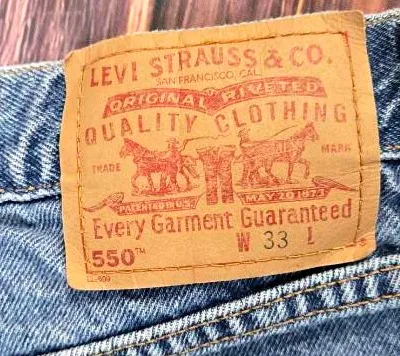 LEVI STRAUSS & CO.
SAN FRANCISCO, CAL.
ORIGINAL RIVETED
QUALITY CLOTHING
TRADE MARK
PATENTED IN U.S. MAY 20 1873
Every Garment Guaranteed
W 33 L
550™ ®